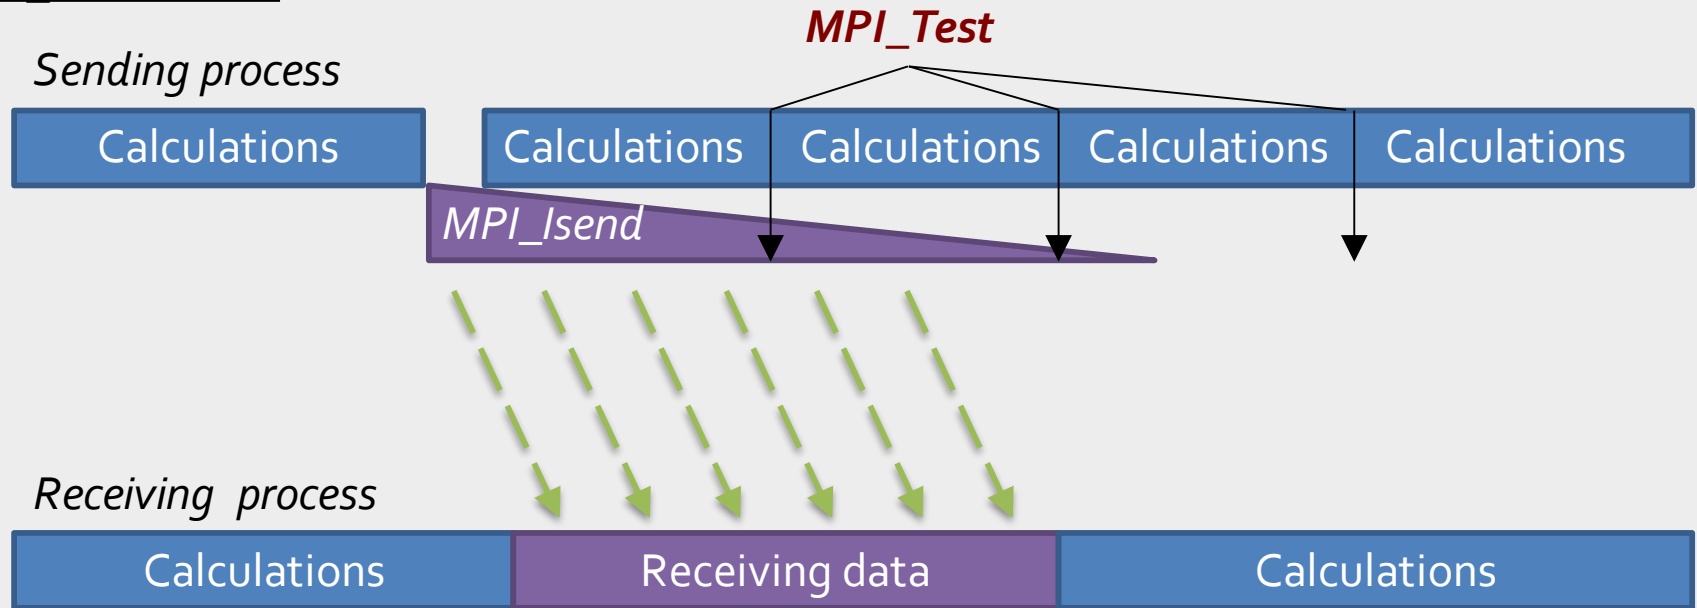 MPI_Test
Sending process
Calculations Calculations Calculations Calculations Calculations
MPI_Isend
Receiving process
Calculations Receiving data Calculations